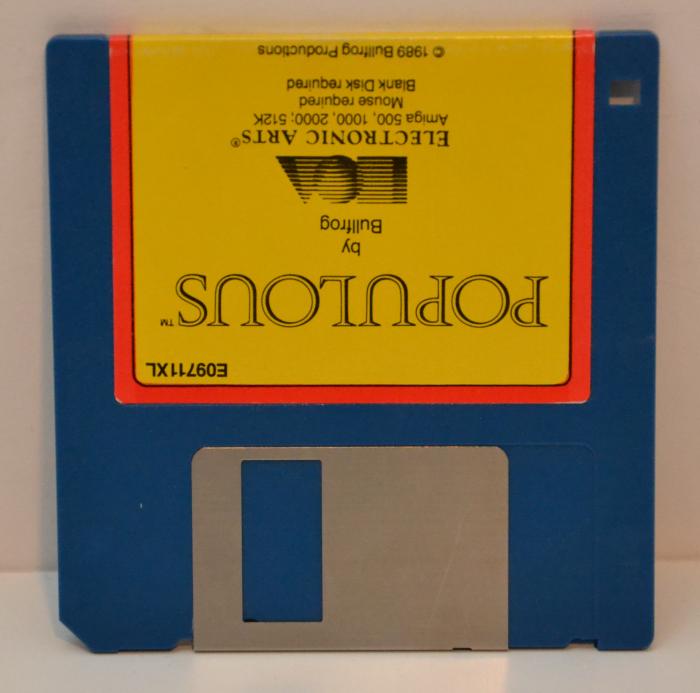 E09711XL
POPULOUS™
by
Bullfrog
EA
ELECTRONIC ARTS®
Amiga 500, 1000, 2000; 512K
Mouse required
Blank Disk required
© 1989 Bullfrog Productions